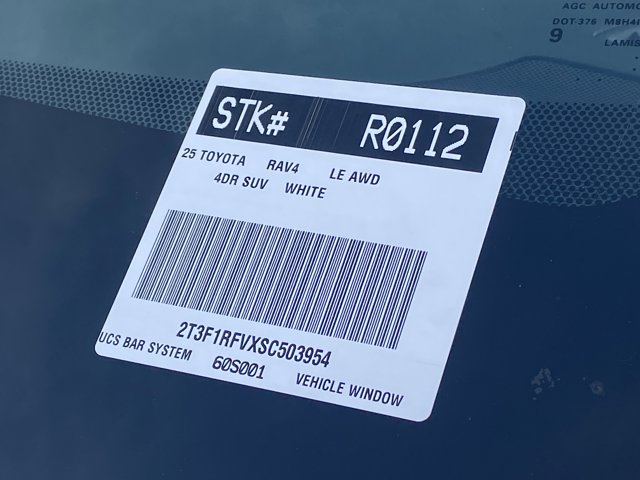 AGC AUTOMO
DOT-376 M8H4
9
LAMIS
STK# R0112
25 TOYOTA RAV4 LE AWD
4DR SUV WHITE
2T3F1RFVXSC503954
UCS BAR SYSTEM 60S001 VEHICLE WINDOW